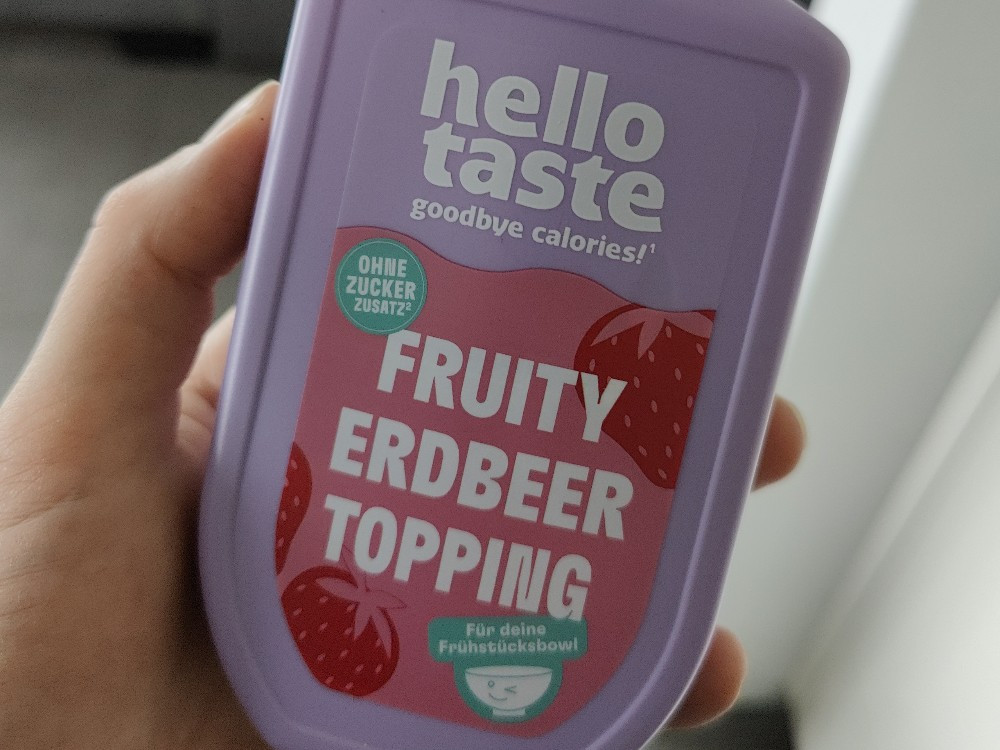 hello
taste
goodbye calories!¹
OHNE
ZUCKER
ZUSATZ²
FRUITY
ERDBEER
TOPPING
Für deine
Frühstücksbowl